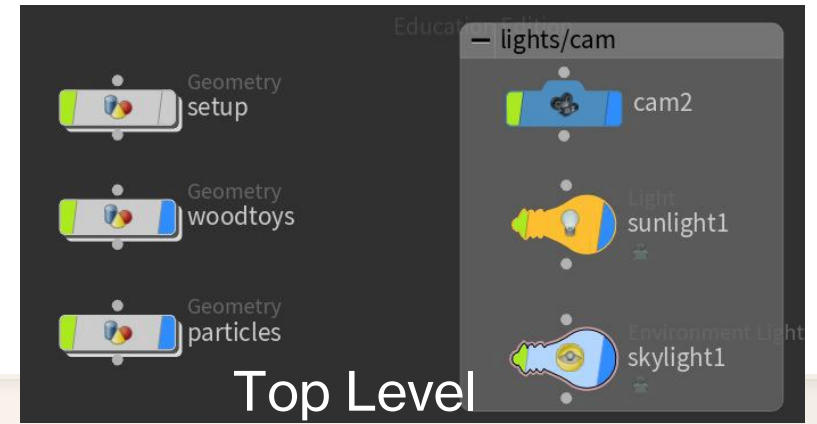 Education Edition
lights/cam
Geometry
setup
cam2
Geometry
woodtoys
Light
sunlight1
Geometry
particles
Environment Light
skylight1
Top Level